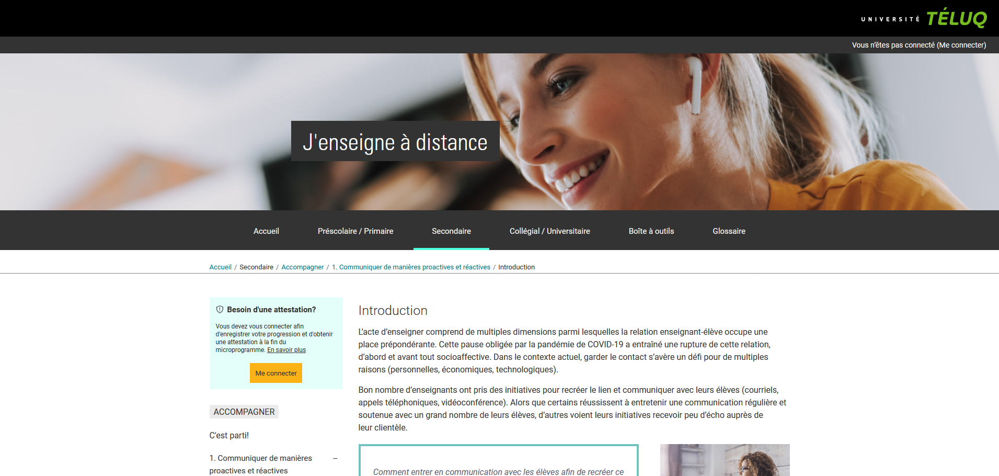 UNIVERSITÉ TÉLUQ
Vous n'êtes pas connecté (Me connecter)
J'enseigne à distance
Accueil Préscolaire / Primaire Secondaire Collégial / Universitaire Boîte à outils Glossaire
Accueil / Secondaire / Accompagner / 1. Communiquer de manières proactives et réactives / Introduction
Besoin d'une attestation?
Vous devez vous connecter afin
d'enregistrer votre progression et d'obtenir
une attestation à la fin du
microprogramme. En savoir plus
Me connecter
ACCOMPAGNER
C'est parti!
1. Communiquer de manières –
proactives et réactives
Introduction
L’acte d’enseigner comprend de multiples dimensions parmi lesquelles la relation enseignant-élève occupe une
place prépondérante. Cette pause obligée par la pandémie de COVID-19 a entraîné une rupture de cette relation,
d’abord et avant tout socioaffective. Dans le contexte actuel, garder le contact s’avère un défi pour de multiples
raisons (personnelles, économiques, technologiques).
Bon nombre d’enseignants ont pris des initiatives pour recréer le lien et communiquer avec leurs élèves (courriels,
appels téléphoniques, vidéoconférence). Alors que certains réussissent à entretenir une communication régulière et
soutenue avec un grand nombre de leurs élèves, d’autres voient leurs initiatives recevoir peu d’écho auprès de
leur clientèle.
Comment entrer en communication avec les élèves afin de recréer ce